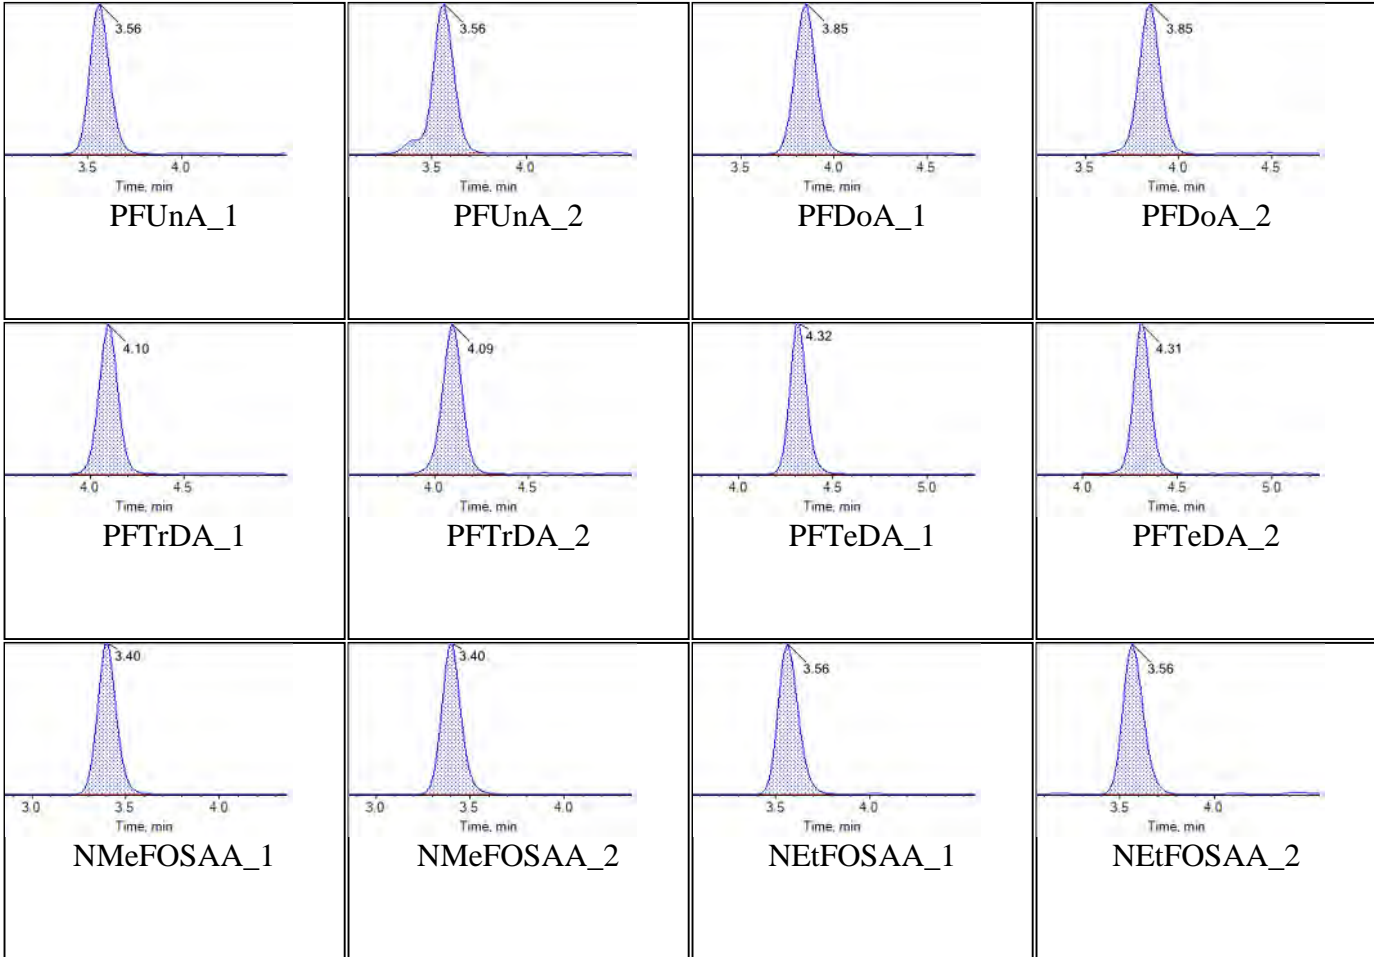 3.56
3.5 4.0
Time, min
PFUnA_1
3.56
3.5 4.0
Time, min
PFUnA_2
3.85
3.5 4.0 4.5
Time, min
PFDoA_1
3.85
3.5 4.0 4.5
Time, min
PFDoA_2
4.10
4.0 4.5
Time, min
PFTrDA_1
4.09
4.0 4.5
Time, min
PFTrDA_2
4.32
4.0 4.5 5.0
Time, min
PFTeDA_1
4.31
4.0 4.5 5.0
Time, min
PFTeDA_2
3.40
3.0 3.5 4.0
Time, min
NMeFOSAA_1
3.40
3.0 3.5 4.0
Time, min
NMeFOSAA_2
3.56
3.5 4.0
Time, min
NEtFOSAA_1
3.56
3.5 4.0
Time, min
NEtFOSAA_2